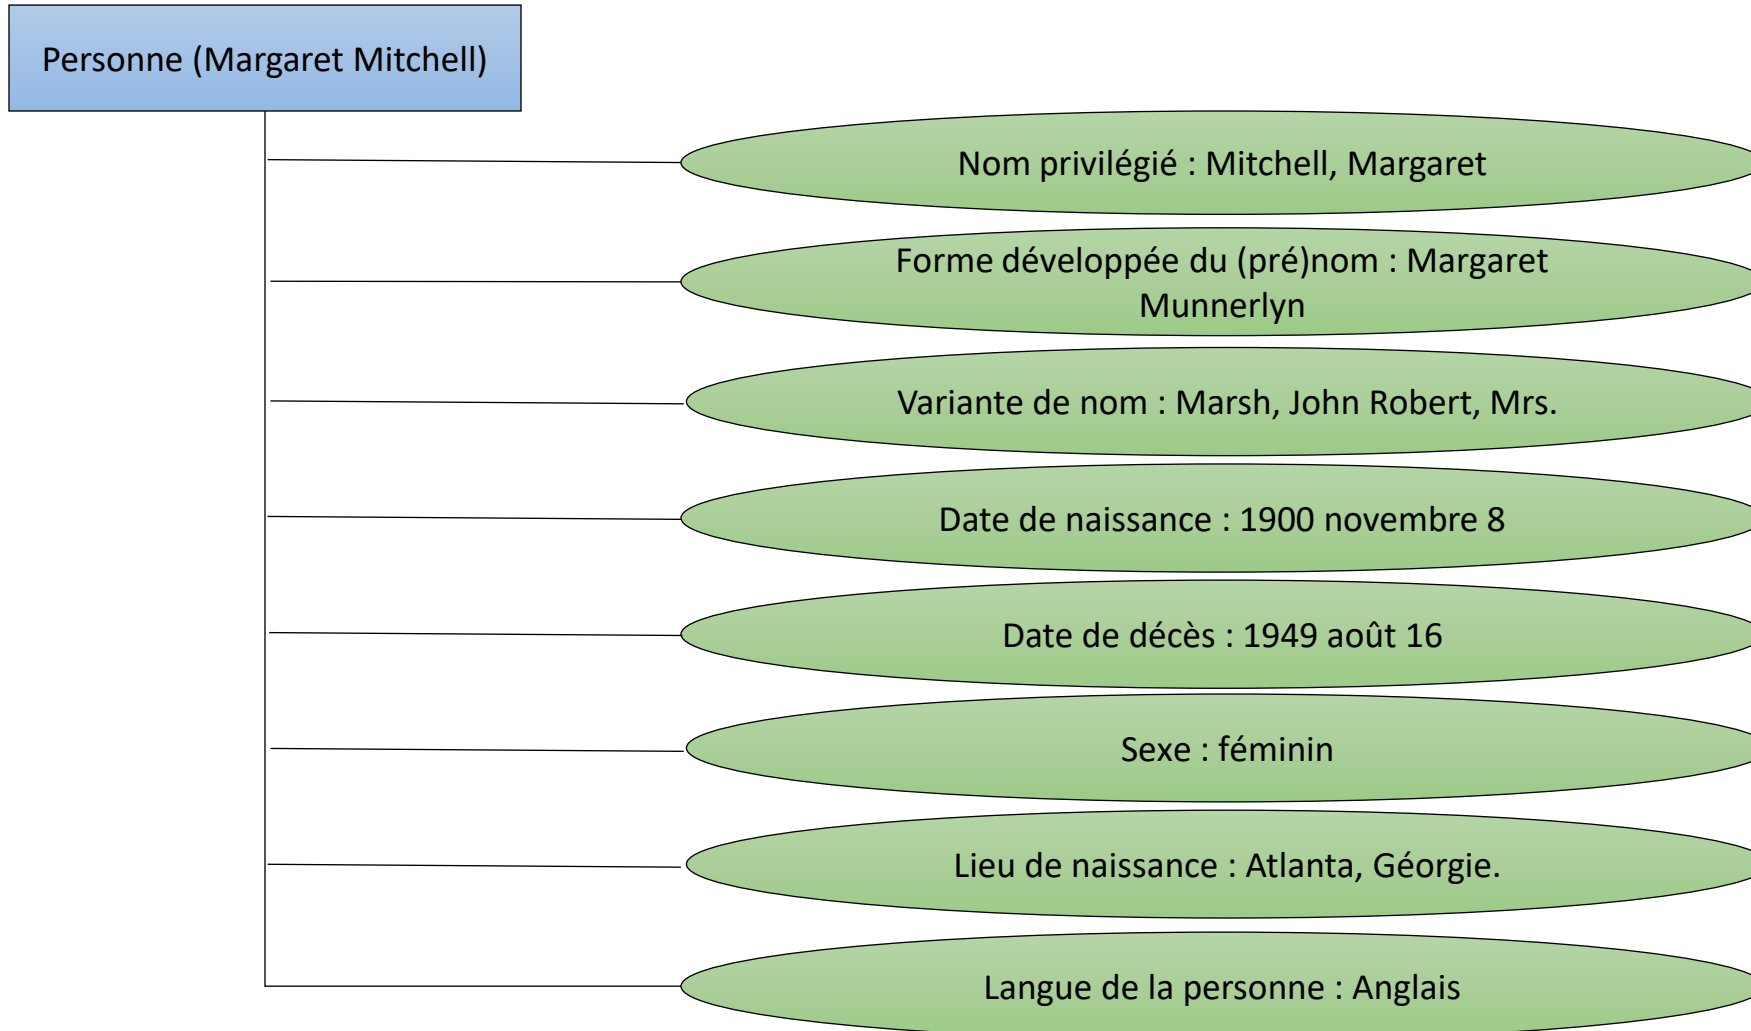 Personne (Margaret Mitchell)
Nom privilégié : Mitchell, Margaret
Forme développée du (pré)nom : Margaret
Munnerlyn
Variante de nom : Marsh, John Robert, Mrs.
Date de naissance : 1900 novembre 8
Date de décès : 1949 août 16
Sexe : féminin
Lieu de naissance : Atlanta, Géorgie.
Langue de la personne : Anglais